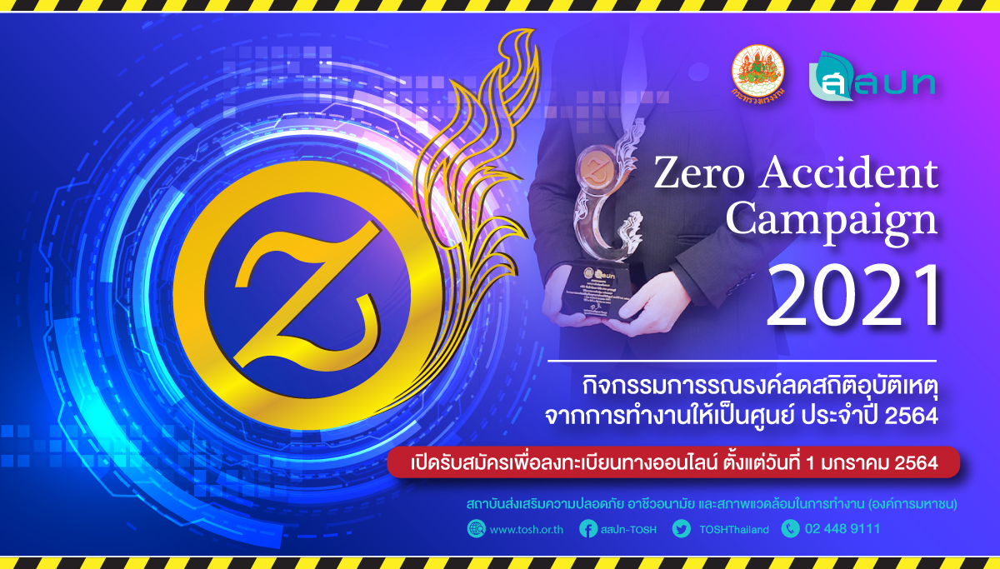 กระทรวงแรงงาน
ส สสปท
Zero Accident
Campaign
2021
กิจกรรมการรณรงค์ลดสถิติอุบัติเหตุ
จากการทำงานให้เป็นศูนย์ ประจำปี 2564
เปิดรับสมัครเพื่อลงทะเบียนทางออนไลน์ ตั้งแต่วันที่ 1 มกราคม 2564
สถาบันส่งเสริมความปลอดภัย อาชีวอนามัย และสภาพแวดล้อมในการทำงาน (องค์การมหาชน)
www.tosh.or.th สสปท-TOSH TOSHThailand 02 448 9111